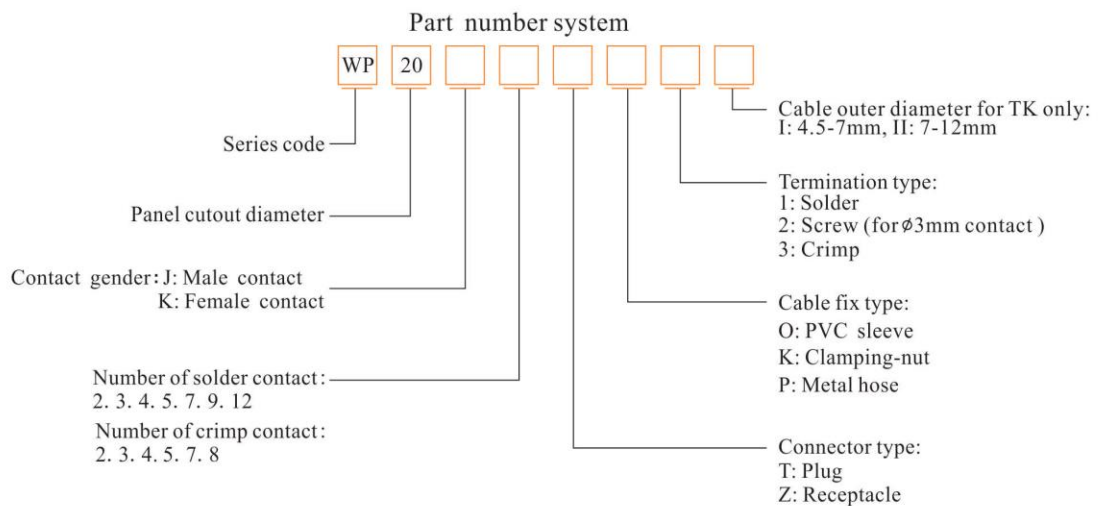 Part number system
WP 20
Series code
Panel cutout diameter
Contact gender: J: Male contact
K: Female contact
Number of solder contact:
2. 3. 4. 5. 7. 9. 12
Number of crimp contact:
2. 3. 4. 5. 7. 8
Cable outer diameter for TK only:
I: 4.5-7mm, II: 7-12mm
Termination type:
1: Solder
2: Screw (for ø3mm contact )
3: Crimp
Cable fix type:
O: PVC sleeve
K: Clamping-nut
P: Metal hose
Connector type:
T: Plug
Z: Receptacle